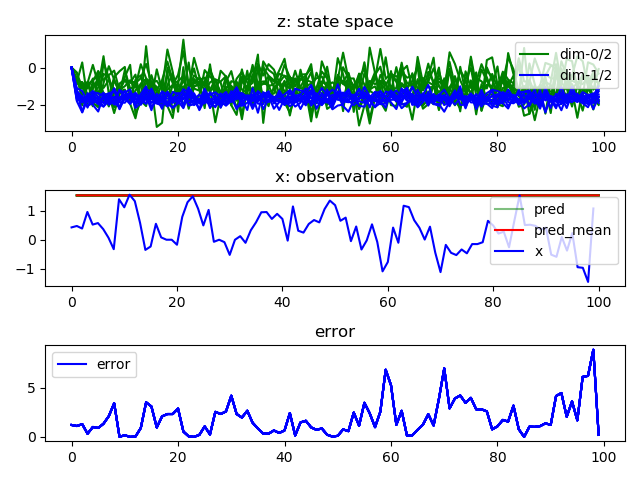 z: state space
0
−2
dim-0/2
dim-1/2
0 20 40 60 80 100
x: observation
1
0
−1
pred
pred_mean
x
0 20 40 60 80 100
error
5
0
error
0 20 40 60 80 100